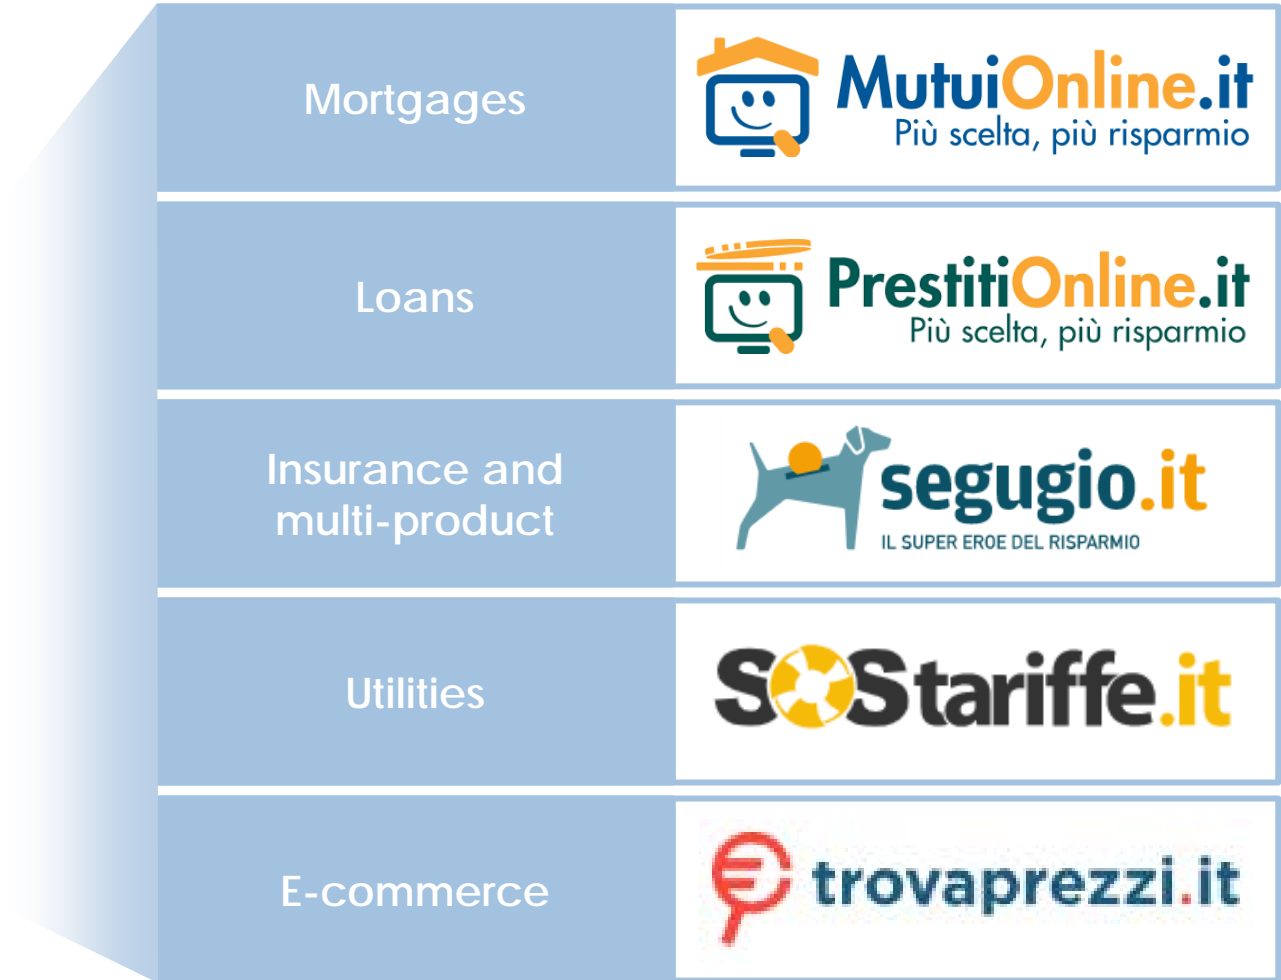 Mortgages
MutuiOnline.it
Più scelta, più risparmio
Loans
PrestitiOnline.it
Più scelta, più risparmio
Insurance and
multi-product
segugio.it
IL SUPER EROE DEL RISPARMIO
Utilities
SOStariffe.it
E-commerce
trovaprezzi.it